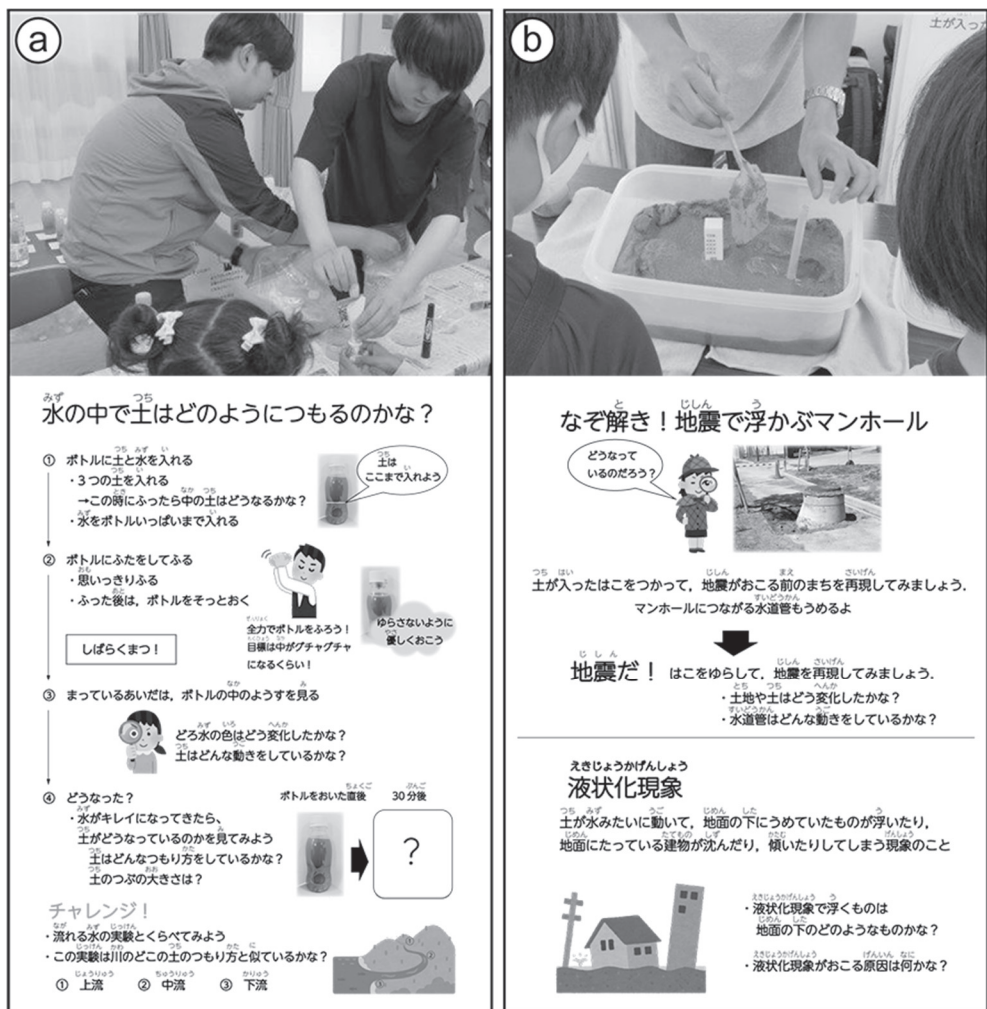 a
水の中で土はどのようにつもるのかな?
① ボトルに土と水を入れる
・3つの土を入れる
→この時にふったら中の土はどうなるかな?
・水をボトルいっぱいまで入れる
土は
ここまで入れよう
② ボトルにふたをしてふる
・思いっきりふる
・ふった後は,ボトルをそっとおく
全力でボトルをふろう!
目標は中がグチャグチャ
になるくらい!
ゆらさないように
優しくおこう
しばらくまつ!
③ まっているあいだは,ボトルの中のようすを見る
どろ水の色はどう変化したかな?
土はどんな動きをしているかな?
④ どうなった?
・水がキレイになってきたら、
土がどうなっているのかを見てみよう
土はどんなつもり方をしているかな?
土のつぶの大きさは?
ボトルをおいた直後
30分後
?
チャレンジ!
・流れる水の実験とくらべてみよう
・この実験は川のどこの土のつもり方と似ているかな?
① 上流 ② 中流 ③ 下流
①
②
③
b
土が入っ
なぞ解き!地震で浮かぶマンホール
どうなって
いるのだろう?
土が入ったはこをつかって,地震がおこる前のまちを再現してみましょう.
マンホールにつながる水道管もうめるよ
地震だ! はこをゆらして,地震を再現してみましょう.
・土地や土はどう変化したかな?
・水道管はどんな動きをしているかな?
液状化現象
土が水みたいに動いて,地面の下にうめていたものが浮いたり,
地面にたっている建物が沈んだり,傾いたりしてしまう現象のこと
・液状化現象で浮くものは
地面の下のどのようなものかな?
・液状化現象がおこる原因は何かな?